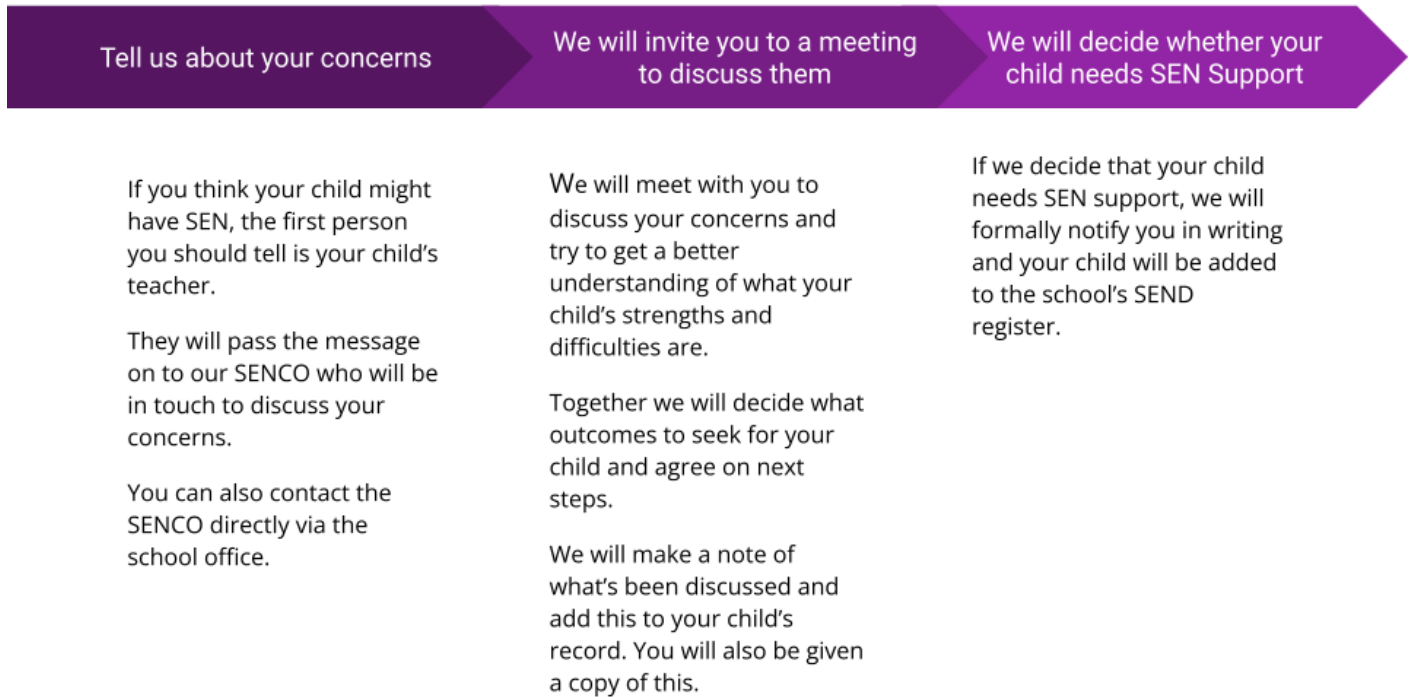 Tell us about your concerns
We will invite you to a meeting
to discuss them
We will decide whether your
child needs SEN Support
If you think your child might
have SEN, the first person
you should tell is your child’s
teacher.
They will pass the message
on to our SENCO who will be
in touch to discuss your
concerns.
You can also contact the
SENCO directly via the
school office.
We will meet with you to
discuss your concerns and
try to get a better
understanding of what your
child’s strengths and
difficulties are.
Together we will decide what
outcomes to seek for your
child and agree on next
steps.
We will make a note of
what’s been discussed and
add this to your child’s
record. You will also be given
a copy of this.
If we decide that your child
needs SEN support, we will
formally notify you in writing
and your child will be added
to the school’s SEND
register.